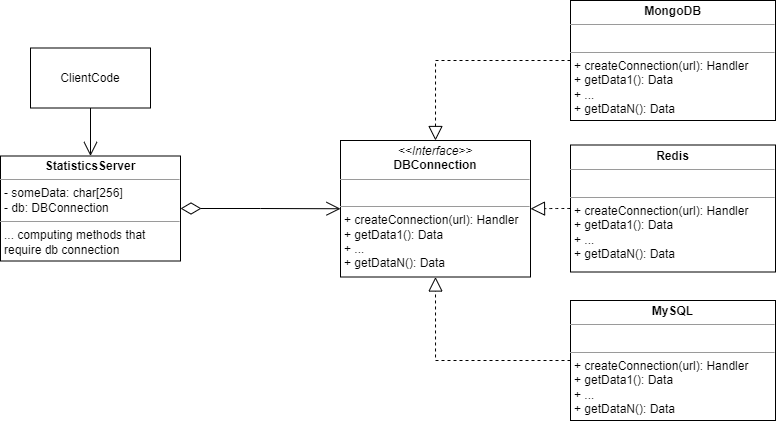 ClientCode
StatisticsServer
- someData: char[256]
- db: DBConnection
... computing methods that
require db connection
<<Interface>>
DBConnection
+ createConnection(url): Handler
+ getData1(): Data
+ ...
+ getDataN(): Data
MongoDB
+ createConnection(url): Handler
+ getData1(): Data
+ ...
+ getDataN(): Data
Redis
+ createConnection(url): Handler
+ getData1(): Data
+ ...
+ getDataN(): Data
MySQL
+ createConnection(url): Handler
+ getData1(): Data
+ ...
+ getDataN(): Data